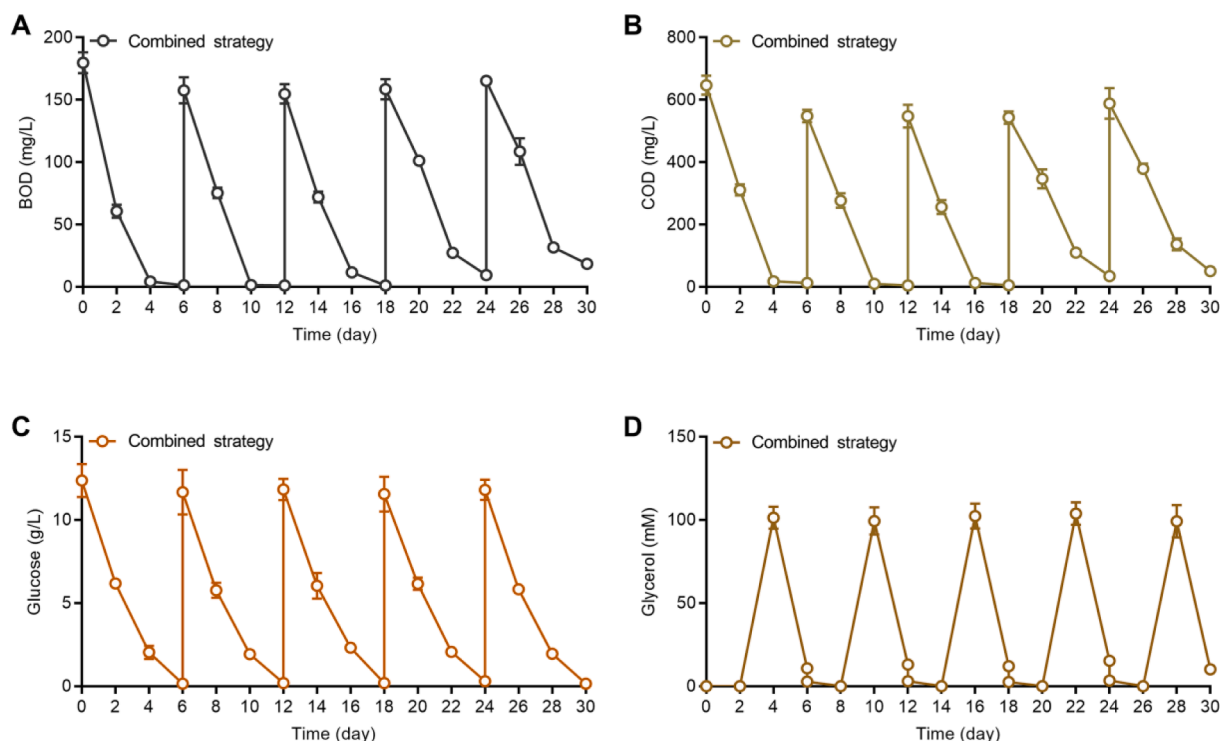 A
Combined strategy
BOD (mg/L)
200
150
100
50
0
0 2 4 6 8 10 12 14 16 18 20 22 24 26 28 30
Time (day)
B
Combined strategy
COD (mg/L)
800
600
400
200
0
0 2 4 6 8 10 12 14 16 18 20 22 24 26 28 30
Time (day)
C
Combined strategy
Glucose (g/L)
15
10
5
0
0 2 4 6 8 10 12 14 16 18 20 22 24 26 28 30
Time (day)
D
Combined strategy
Glycerol (mM)
150
100
50
0
0 2 4 6 8 10 12 14 16 18 20 22 24 26 28 30
Time (day)